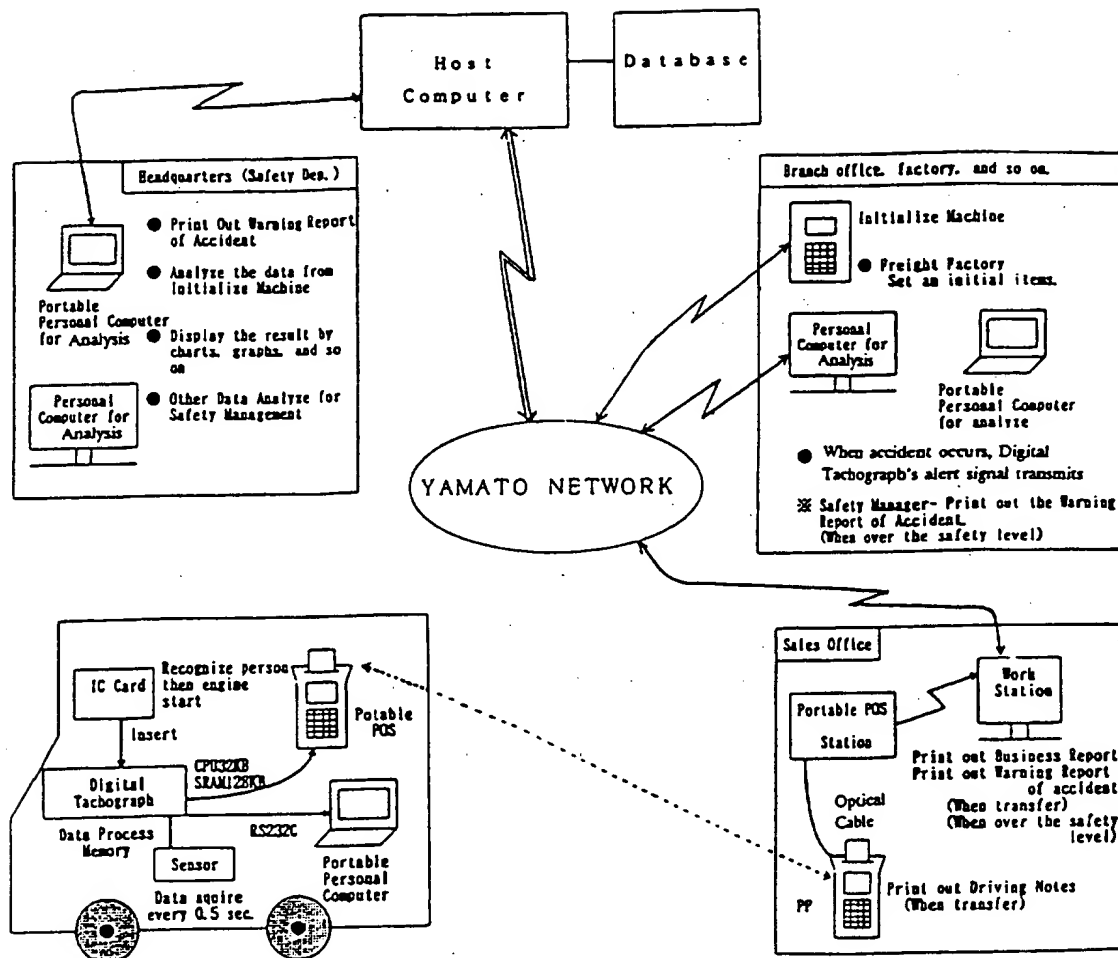 Host
Computer
Database
Headquarters (Safety Dep.)
● Print Out Warning Report
of Accident
● Analyze the data from
Initialize Machine
● Display the result by
charts. graphs. and so
on
● Other Data Analyze for
Safety Management
Portable
Personal Computer
for Analysis
Personal
Computer for
Analysis
Branch office. factory. and so on.
Initialize Machine
● Freight Factory
Set an initial items.
Personal
Computer for
Analysis
Portable
Personal Computer
for analyze
● When accident occurs, Digital
Tachograph's alert signal transmits
※ Safety Manager- Print out the Warning
Report of Accident.
(When over the safety level)
YAMATO NETWORK
IC Card
Recognize person
then engine
start
Potable
POS
Insert
CPU32KB
SRAM128KB
Digital
Tachograph
RS232C
Data Process
Memory
Sensor
Data aquire
every 0.5 sec.
Portable
Personal
Computer
Sales Office
Portable POS
Station
Work
Station
Print out Business Report
Print out Warning Report
of accident
(When transfer)
(When over the safety
level)
Optical
Cable
PP
Print out Driving Notes
(When transfer)